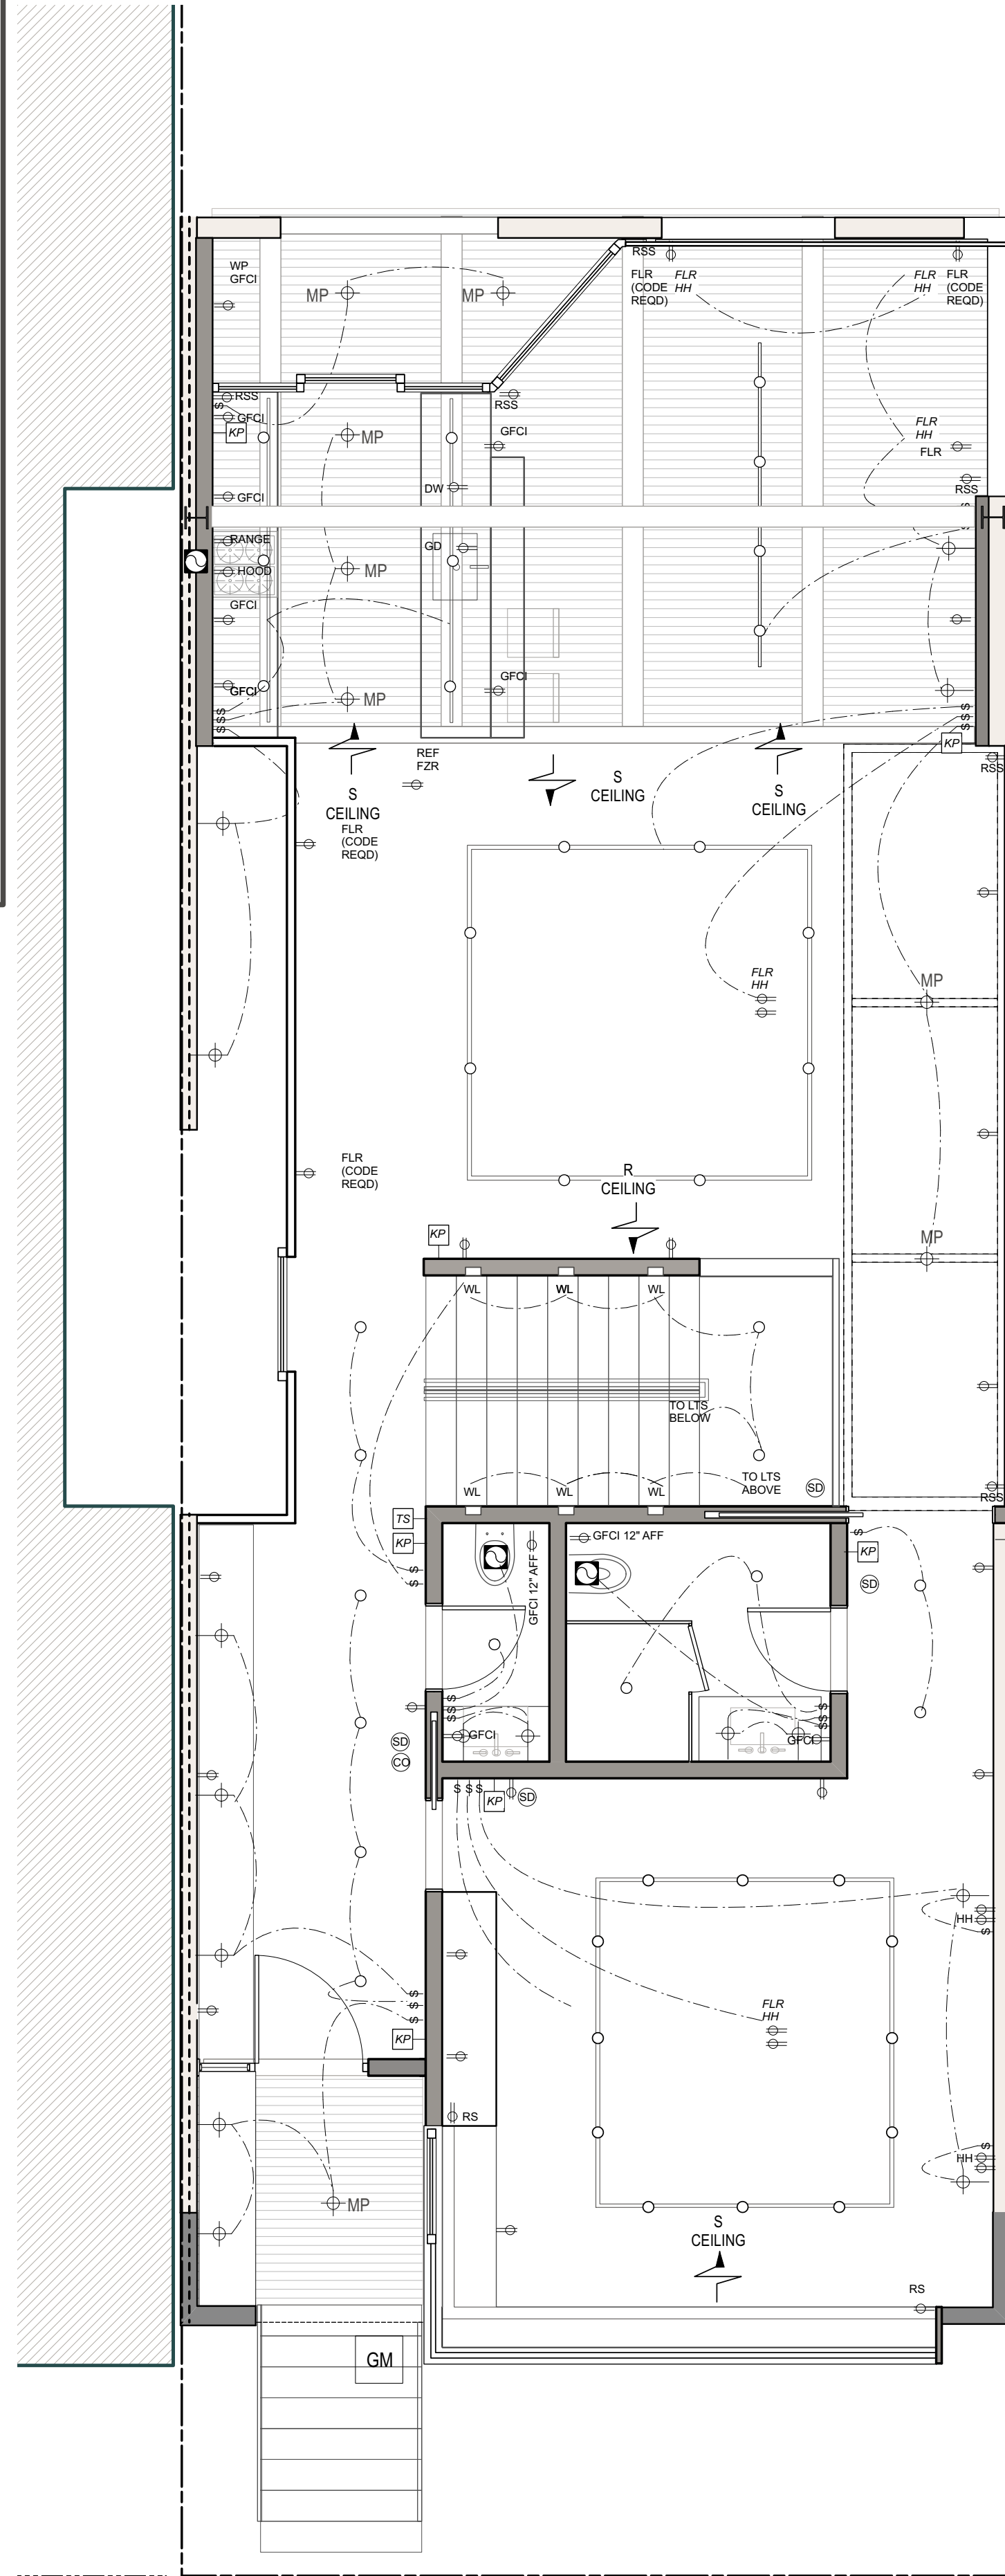 WP
GFCI
MP
MP
RSS
FLR
(CODE
REQD)
FLR
HH
FLR
HH
FLR
(CODE
REQD)
RSS
S
GFCI
KP
RSS
GFCI
MP
FLR
HH
FLR
DW
RSS
GFCI
S
S
RANGE
GD
HOOD
MP
GFCI
GFCI
GFCI
MP
S
S
S
S
S
S
KP
REF
FZR
RSS
S
CEILING
S
CEILING
S
CEILING
FLR
(CODE
REQD)
FLR
HH
MP
FLR
(CODE
REQD)
R
CEILING
KP
MP
WL
WL
WL
TO LTS
BELOW
TO LTS
ABOVE
SD
WL
WL
WL
RSS
TS
KP
GFCI 12" AFF
GFCI 12" AFF
S
KP
SD
S
S
S
S
S
S
S
S
GFCI
GFCI
SD
CO
S
S
S
KP
SD
HH
S
S
S
S
KP
FLR
HH
RS
S
HH
MP
S
CEILING
RS
GM